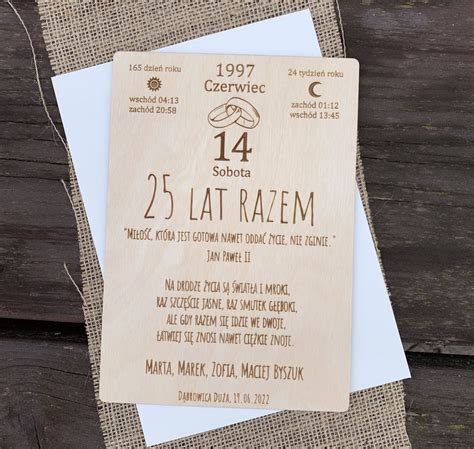 165 dzień roku
wschód 04:13
zachód 20:58
1997
Czerwiec
24 tydzień roku
zachód 01:12
wschód 13:45
14
Sobota
25 LAT RAZEM
"MIŁOŚĆ, KTÓRA JEST GOTOWA NAWET ODDAĆ ŻYCIE, NIE ZGINIE."
JAN PAWEŁ II
NA DRODZE ŻYCIA SĄ ŚWIATŁA I MROKI,
RAZ SZCZĘŚCIE JASNE, RAZ SMUTEK GŁĘBOKI,
ALE GDY RAZEM SIĘ IDZIE WE DWOJE,
ŁATWIEJ SIĘ ZNOSI NAWET CIĘŻKIE ZNOJE.
MARTA, MAREK, ZOFIA, MACIEJ BYSZUK
DĄBROWICA DUŻA, 19.06.2022